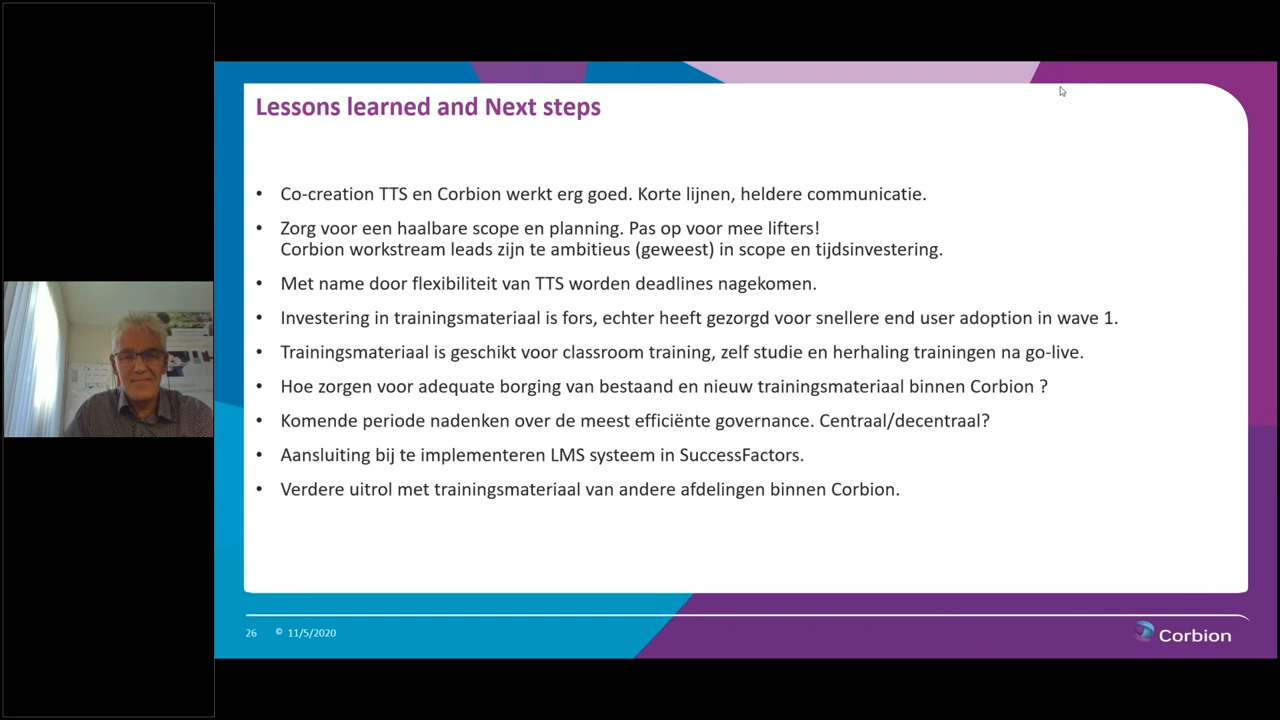 Lessons learned and Next steps
• Co-creation TTS en Corbion werkt erg goed. Korte lijnen, heldere communicatie.
• Zorg voor een haalbare scope en planning. Pas op voor mee lifters!
Corbion workstream leads zijn te ambitieus (geweest) in scope en tijdsinvestering.
• Met name door flexibiliteit van TTS worden deadlines nagekomen.
• Investering in trainingsmateriaal is fors, echter heeft gezorgd voor snellere end user adoption in wave 1.
• Trainingsmateriaal is geschikt voor classroom training, zelf studie en herhaling trainingen na go-live.
• Hoe zorgen voor adequate borging van bestaand en nieuw trainingsmateriaal binnen Corbion ?
• Komende periode nadenken over de meest efficiënte governance. Centraal/decentraal?
• Aansluiting bij te implementeren LMS systeem in SuccessFactors.
• Verdere uitrol met trainingsmateriaal van andere afdelingen binnen Corbion.
26 © 11/5/2020
Corbion